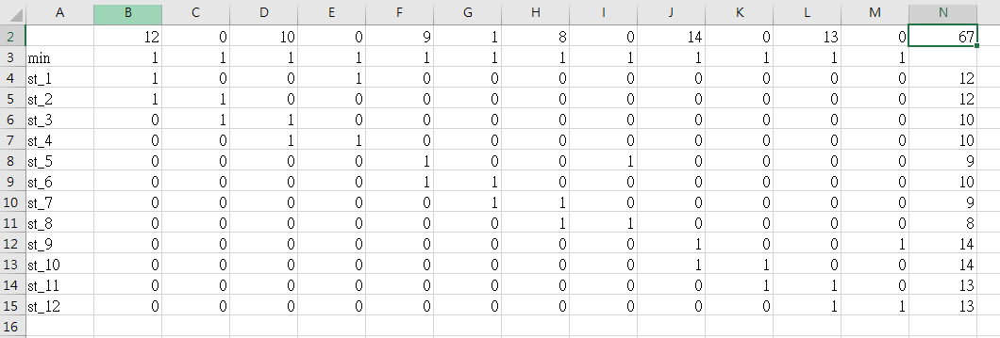 A B C D E F G H I J K L M N
2 12 0 10 0 9 1 8 0 14 0 13 0 67
3 min 1 1 1 1 1 1 1 1 1 1 1 1
4 st_1 1 0 0 1 0 0 0 0 0 0 0 0 12
5 st_2 1 1 0 0 0 0 0 0 0 0 0 0 12
6 st_3 0 1 1 0 0 0 0 0 0 0 0 0 10
7 st_4 0 0 1 1 0 0 0 0 0 0 0 0 10
8 st_5 0 0 0 0 1 0 0 1 0 0 0 0 9
9 st_6 0 0 0 0 1 1 0 0 0 0 0 0 10
10 st_7 0 0 0 0 0 1 1 0 0 0 0 0 9
11 st_8 0 0 0 0 0 0 1 1 0 0 0 0 8
12 st_9 0 0 0 0 0 0 0 0 1 0 0 1 14
13 st_10 0 0 0 0 0 0 0 0 1 1 0 0 14
14 st_11 0 0 0 0 0 0 0 0 0 1 1 0 13
15 st_12 0 0 0 0 0 0 0 0 0 0 1 1 13
16